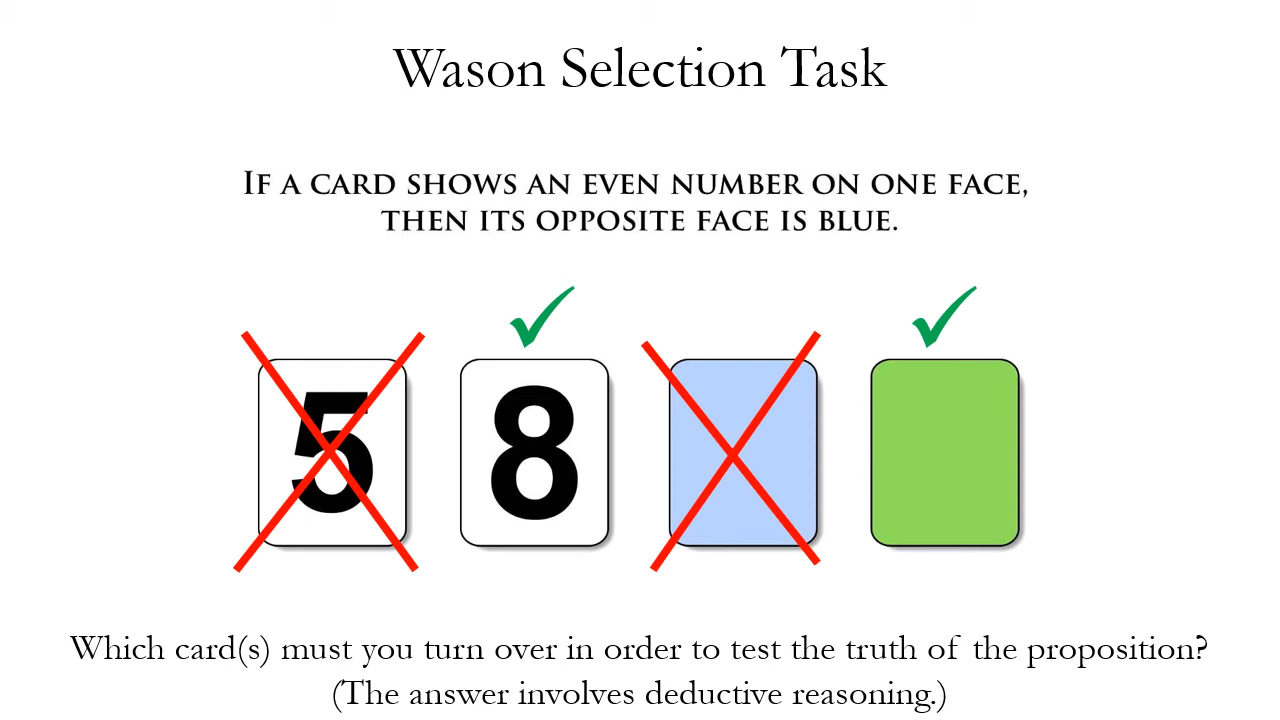 Wason Selection Task
IF A CARD SHOWS AN EVEN NUMBER ON ONE FACE,
THEN ITS OPPOSITE FACE IS BLUE.
5 8
Which card(s) must you turn over in order to test the truth of the proposition?
(The answer involves deductive reasoning.)